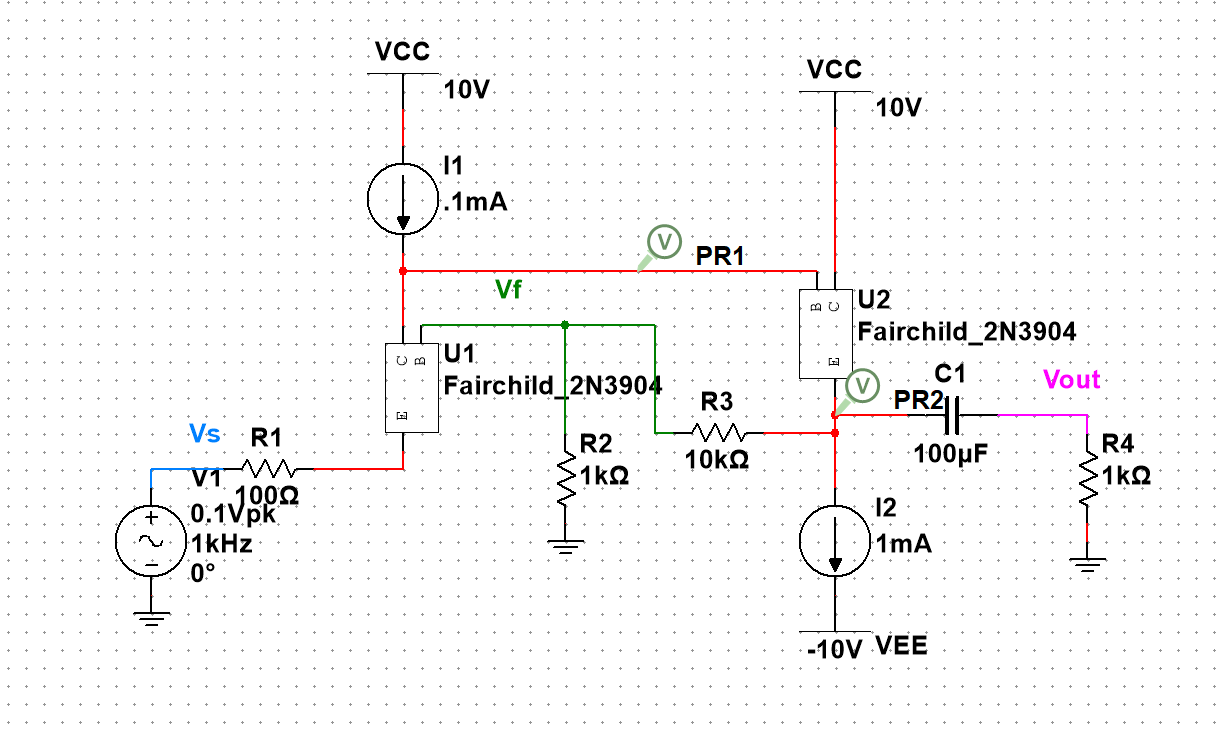 VCC
10V
I1
.1mA
VCC
10V
V
PR1
Vf
B
C
E
U2
Fairchild_2N3904
C
B
E
U1
Fairchild_2N3904
V
PR2
C1
100µF
Vout
Vs
R1
100Ω
V1
0.1Vpk
1kHz
0°
R3
10kΩ
R2
1kΩ
R4
1kΩ
I2
1mA
-10V
VEE